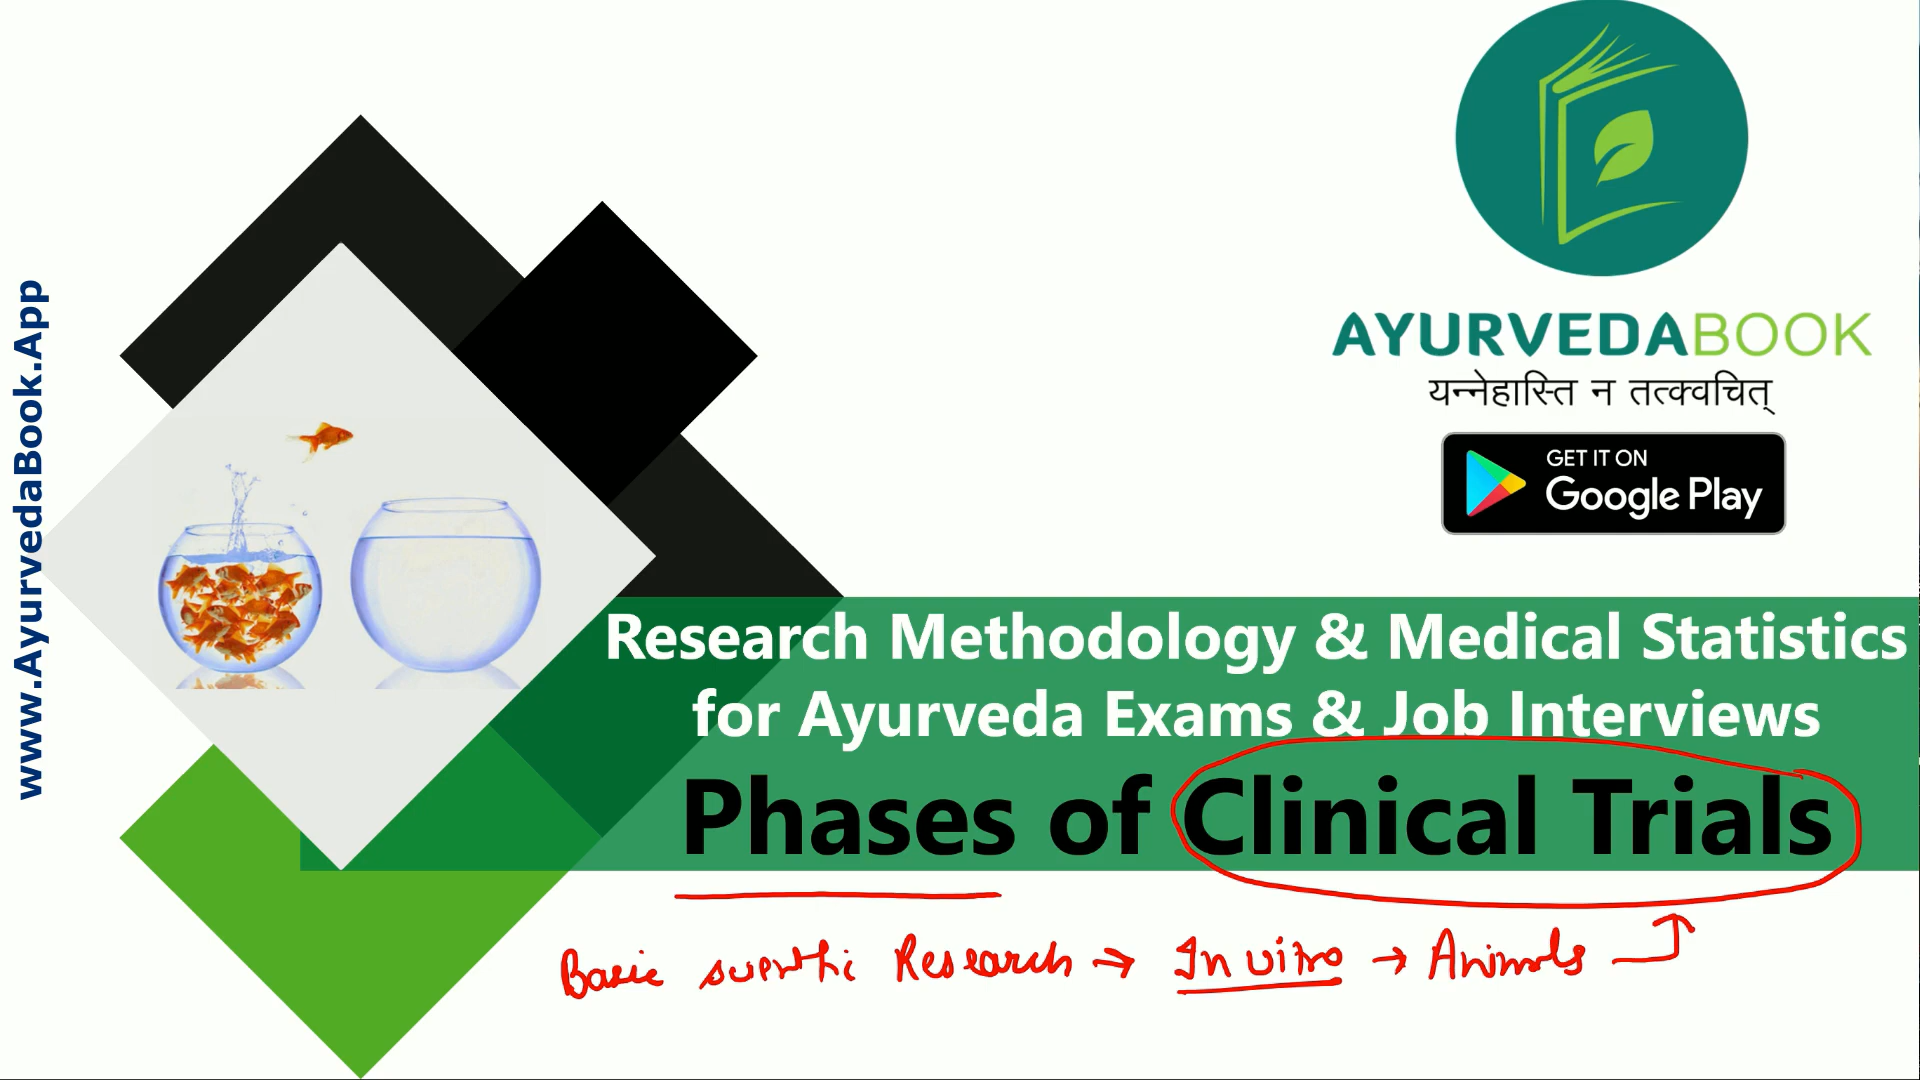 www.AyurvedaBook.App
AYURVEDABOOK
यन्नेहास्ति न तत्क्वचित्
GET IT ON
Google Play
Research Methodology & Medical Statistics
for Ayurveda Exams & Job Interviews
Phases of Clinical Trials
Basic Research → In vitro → Animals